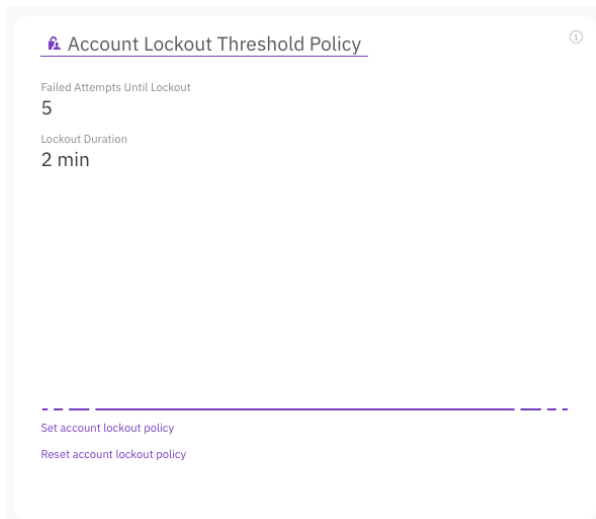 Account Lockout Threshold Policy
Failed Attempts Until Lockout
5
Lockout Duration
2 min
Set account lockout policy
Reset account lockout policy